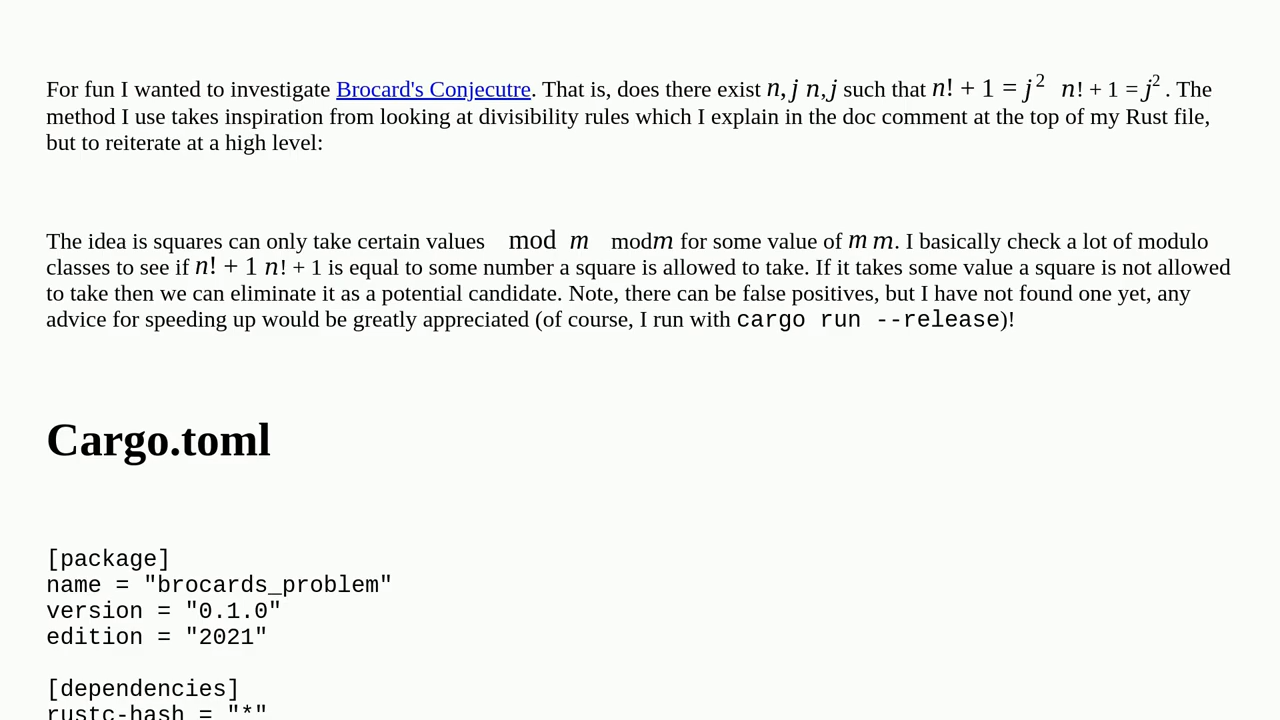 For fun I wanted to investigate Brocard's Conjecutre. That is, does there exist n, j n,j such that n! + 1 = j² n! + 1 = j². The
method I use takes inspiration from looking at divisibility rules which I explain in the doc comment at the top of my Rust file,
but to reiterate at a high level:
The idea is squares can only take certain values mod m modm for some value of m m. I basically check a lot of modulo
classes to see if n! + 1 n! + 1 is equal to some number a square is allowed to take. If it takes some value a square is not allowed
to take then we can eliminate it as a potential candidate. Note, there can be false positives, but I have not found one yet, any
advice for speeding up would be greatly appreciated (of course, I run with cargo run --release)!
Cargo.toml
[package]
name = "brocards_problem"
version = "0.1.0"
edition = "2021"
[dependencies]
rustc-hash = "*"